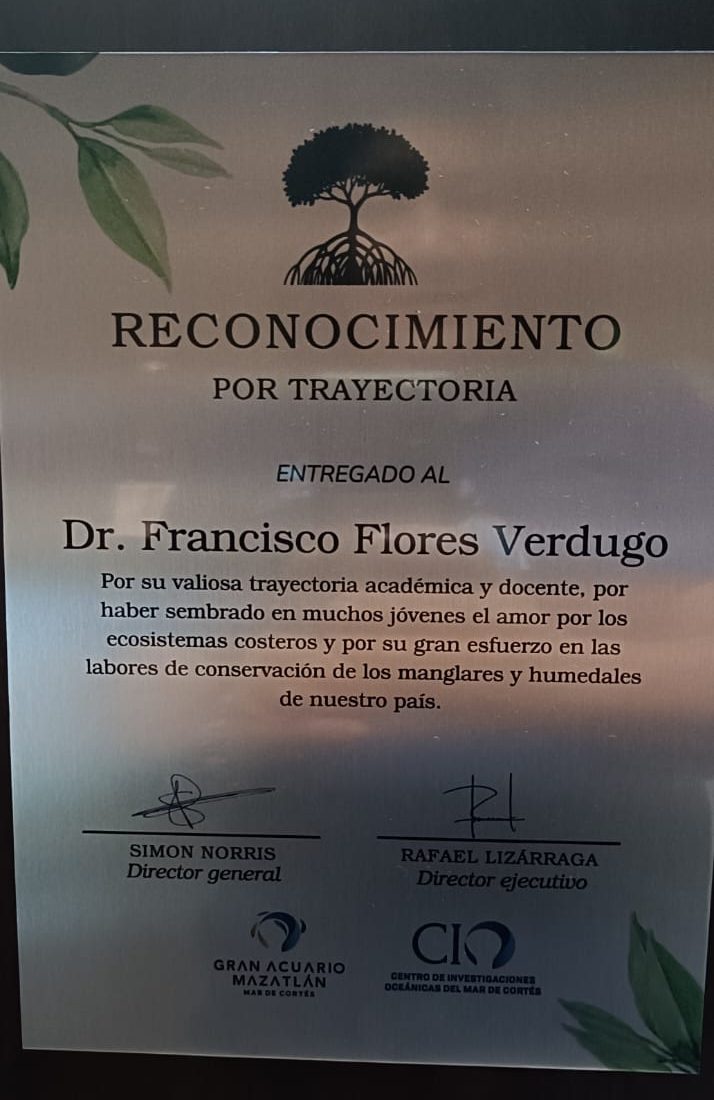 RECONOCIMIENTO
POR TRAYECTORIA
ENTREGADO AL
Dr. Francisco Flores Verdugo
Por su valiosa trayectoria académica y docente, por
haber sembrado en muchos jóvenes el amor por los
ecosistemas costeros y por su gran esfuerzo en las
labores de conservación de los manglares y humedales
de nuestro país.
SIMON NORRIS
Director general
RAFAEL LIZÁRRAGA
Director ejecutivo
GRAN ACUARIO
MAZATLÁN
MAR DE CORTÉS
CIO
CENTRO DE INVESTIGACIONES
OCEÁNICAS DEL MAR DE CORTÉS